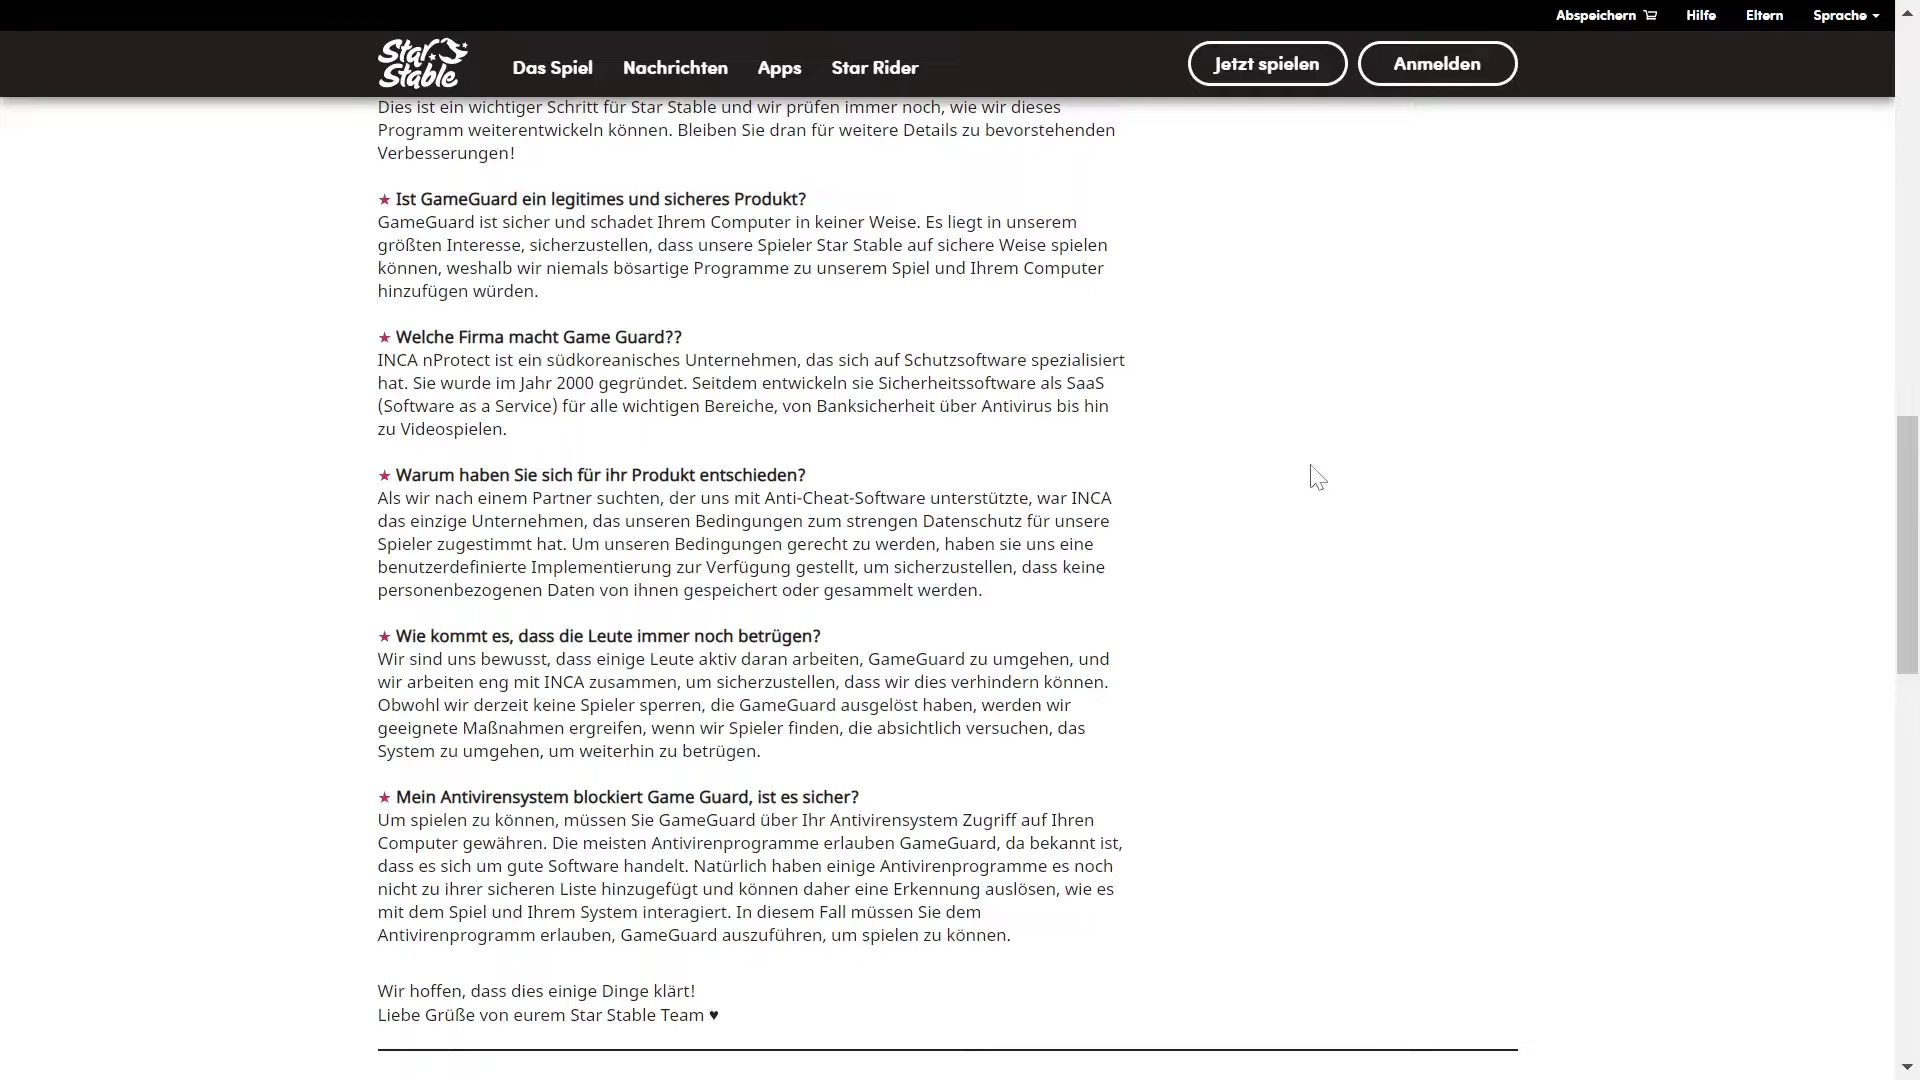 Abspeichern Hilfe Eltern Sprache
Star Stable Das Spiel Nachrichten Apps Star Rider Jetzt spielen Anmelden
Dies ist ein wichtiger Schritt für Star Stable und wir prüfen immer noch, wie wir dieses
Programm weiterentwickeln können. Bleiben Sie dran für weitere Details zu bevorstehenden
Verbesserungen!
★ Ist GameGuard ein legitimes und sicheres Produkt?
GameGuard ist sicher und schadet Ihrem Computer in keiner Weise. Es liegt in unserem
größten Interesse, sicherzustellen, dass unsere Spieler Star Stable auf sichere Weise spielen
können, weshalb wir niemals bösartige Programme zu unserem Spiel und Ihrem Computer
hinzufügen würden.
★ Welche Firma macht Game Guard??
INCA nProtect ist ein südkoreanisches Unternehmen, das sich auf Schutzsoftware spezialisiert
hat. Sie wurde im Jahr 2000 gegründet. Seitdem entwickeln sie Sicherheitssoftware als SaaS
(Software as a Service) für alle wichtigen Bereiche, von Banksicherheit über Antivirus bis hin
zu Videospielen.
★ Warum haben Sie sich für ihr Produkt entschieden?
Als wir nach einem Partner suchten, der uns mit Anti-Cheat-Software unterstützte, war INCA
das einzige Unternehmen, das unseren Bedingungen zum strengen Datenschutz für unsere
Spieler zugestimmt hat. Um unseren Bedingungen gerecht zu werden, haben sie uns eine
benutzerdefinierte Implementierung zur Verfügung gestellt, um sicherzustellen, dass keine
personenbezogenen Daten von ihnen gespeichert oder gesammelt werden.
★ Wie kommt es, dass die Leute immer noch betrügen?
Wir sind uns bewusst, dass einige Leute aktiv daran arbeiten, GameGuard zu umgehen, und
wir arbeiten eng mit INCA zusammen, um sicherzustellen, dass wir dies verhindern können.
Obwohl wir derzeit keine Spieler sperren, die GameGuard ausgelöst haben, werden wir
geeignete Maßnahmen ergreifen, wenn wir Spieler finden, die absichtlich versuchen, das
System zu umgehen, um weiterhin zu betrügen.
★ Mein Antivirensystem blockiert Game Guard, ist es sicher?
Um spielen zu können, müssen Sie GameGuard über Ihr Antivirensystem Zugriff auf Ihren
Computer gewähren. Die meisten Antivirenprogramme erlauben GameGuard, da bekannt ist,
dass es sich um gute Software handelt. Natürlich haben einige Antivirenprogramme es noch
nicht zu ihrer sicheren Liste hinzugefügt und können daher eine Erkennung auslösen, wie es
mit dem Spiel und Ihrem System interagiert. In diesem Fall müssen Sie dem
Antivirenprogramm erlauben, GameGuard auszuführen, um spielen zu können.
Wir hoffen, dass dies einige Dinge klärt!
Liebe Grüße von eurem Star Stable Team ♥